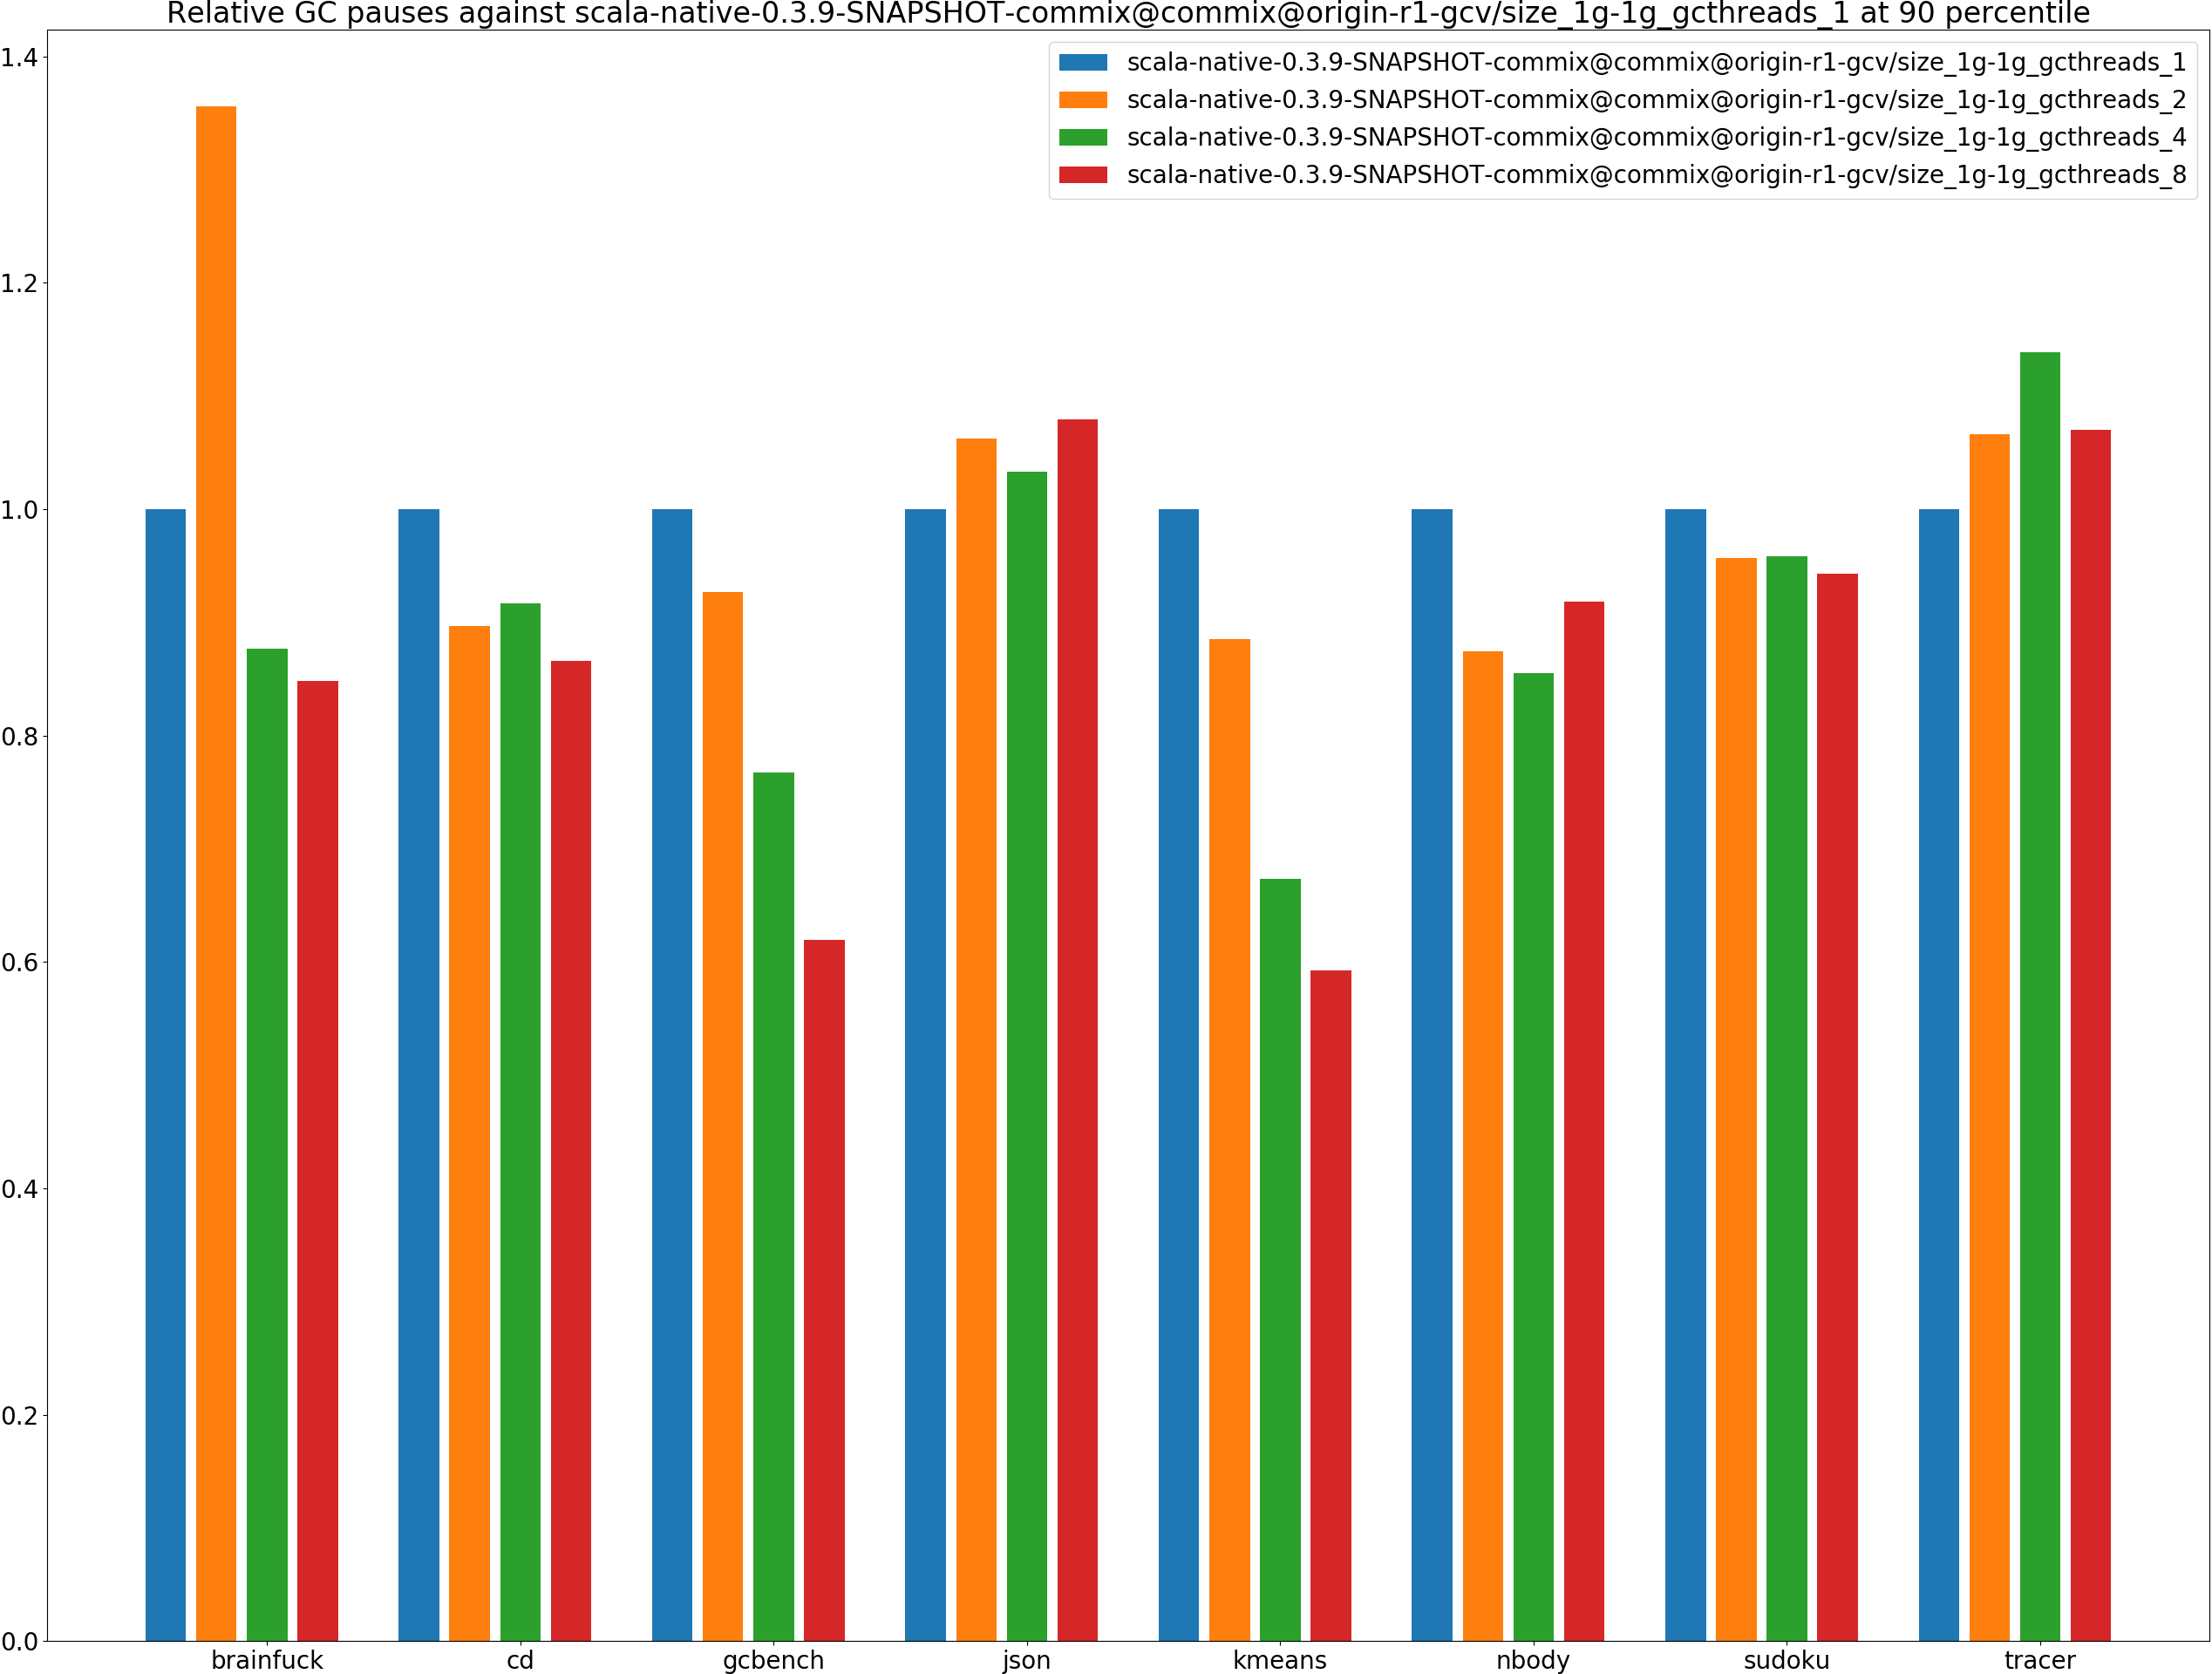 Relative GC pauses against scala-native-0.3.9-SNAPSHOT-commix@commix@origin-r1-gcv/size_1g-1g_gcthreads_1 at 90 percentile
scala-native-0.3.9-SNAPSHOT-commix@commix@origin-r1-gcv/size_1g-1g_gcthreads_1
scala-native-0.3.9-SNAPSHOT-commix@commix@origin-r1-gcv/size_1g-1g_gcthreads_2
scala-native-0.3.9-SNAPSHOT-commix@commix@origin-r1-gcv/size_1g-1g_gcthreads_4
scala-native-0.3.9-SNAPSHOT-commix@commix@origin-r1-gcv/size_1g-1g_gcthreads_8
1.4
1.2
1.0
0.8
0.6
0.4
0.2
0.0
brainfuck cd gcbench json kmeans nbody sudoku tracer